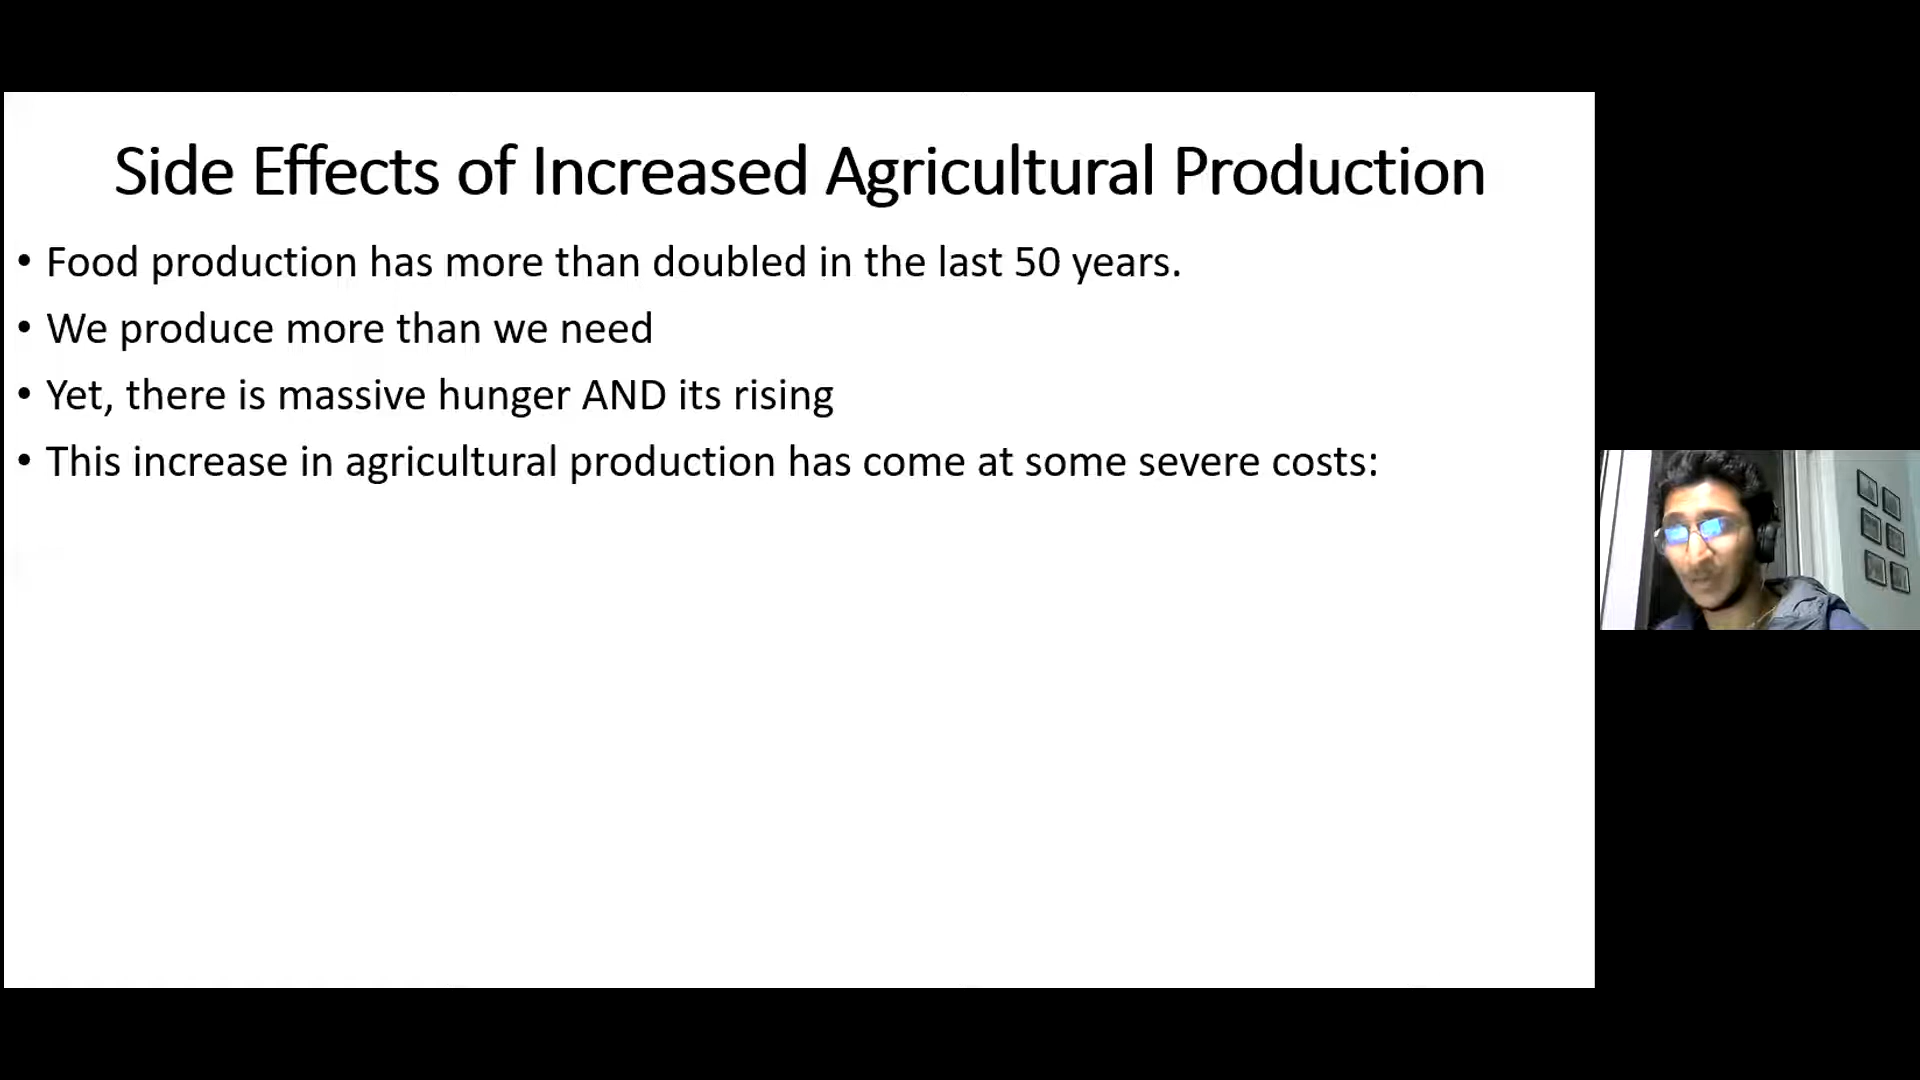 Side Effects of Increased Agricultural Production
• Food production has more than doubled in the last 50 years.
• We produce more than we need
• Yet, there is massive hunger AND its rising
• This increase in agricultural production has come at some severe costs: